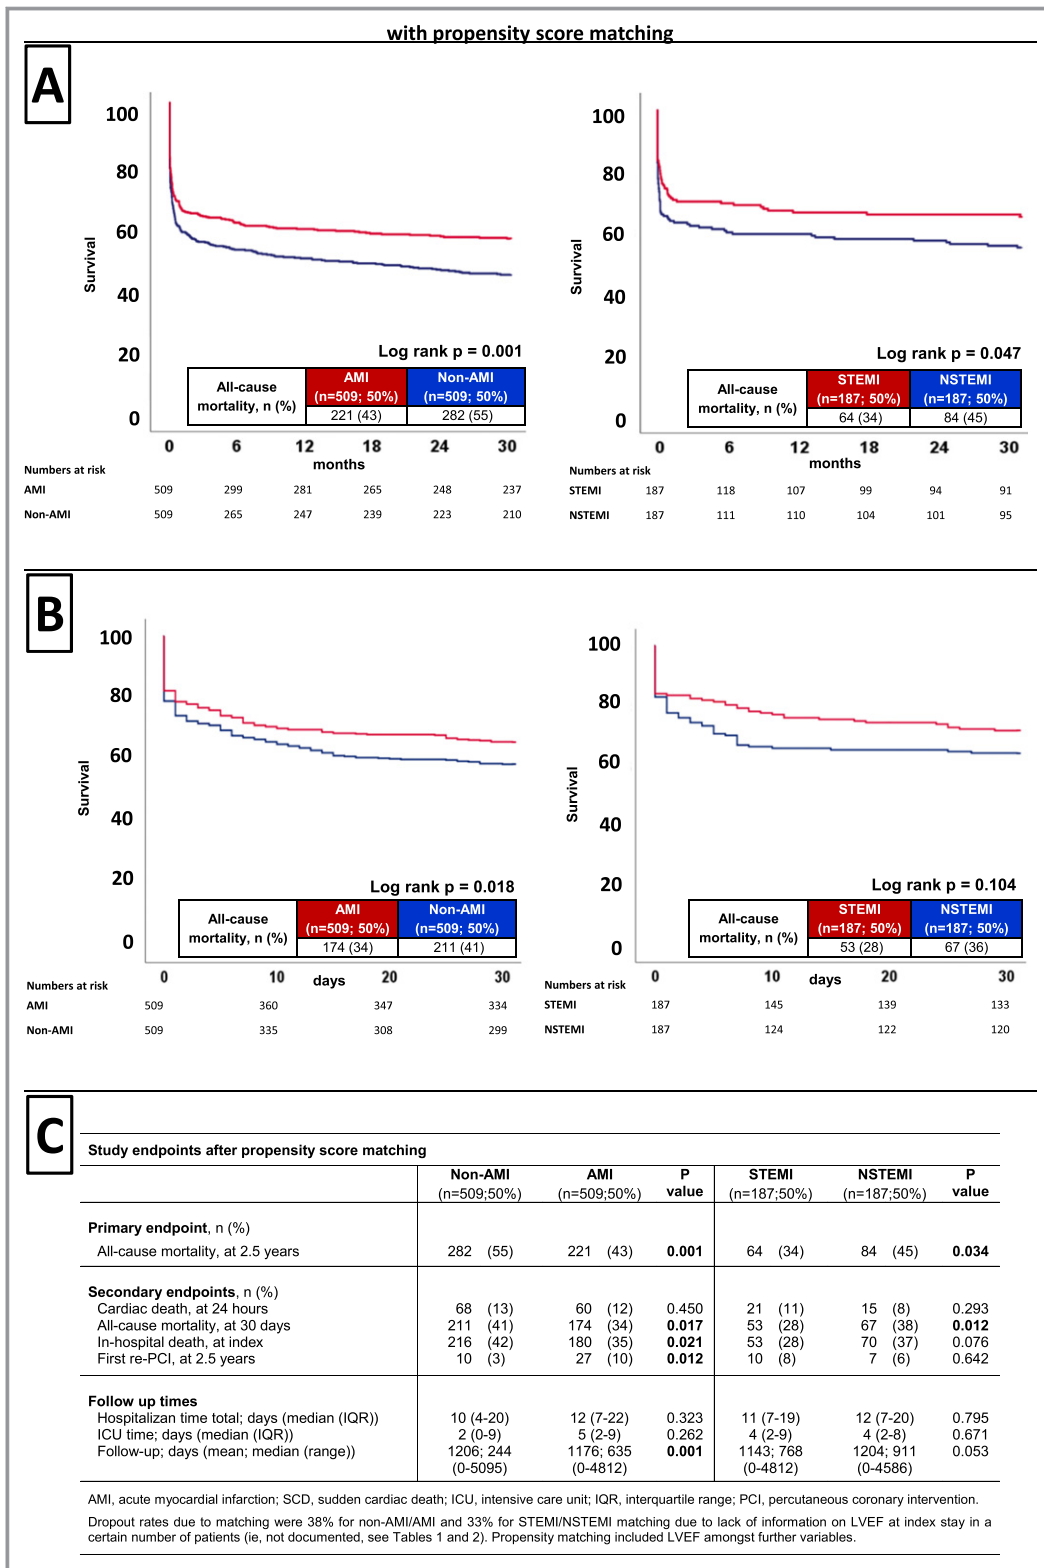 with propensity score matching
A
100
80
60
40
20
0
Survival
Log rank p = 0.001
All-cause mortality, n (%)
AMI (n=509; 50%)
Non-AMI (n=509; 50%)
221 (43)
282 (55)
0 6 12 18 24 30
months
Numbers at risk
AMI 509 299 281 265 248 237
Non-AMI 509 265 247 239 223 210
100
80
60
40
20
0
Survival
Log rank p = 0.047
All-cause mortality, n (%)
STEMI (n=187; 50%)
NSTEMI (n=187; 50%)
64 (34)
84 (45)
0 6 12 18 24 30
months
Numbers at risk
STEMI 187 118 107 99 94 91
NSTEMI 187 111 110 104 101 95
B
100
80
60
40
20
0
Survival
Log rank p = 0.018
All-cause mortality, n (%)
AMI (n=509; 50%)
Non-AMI (n=509; 50%)
174 (34)
211 (41)
0 10 20 30
days
Numbers at risk
AMI 509 360 347 334
Non-AMI 509 335 308 299
100
80
60
40
20
0
Survival
Log rank p = 0.104
All-cause mortality, n (%)
STEMI (n=187; 50%)
NSTEMI (n=187; 50%)
53 (28)
67 (36)
0 10 20 30
days
Numbers at risk
STEMI 187 145 139 133
NSTEMI 187 124 122 120
C
Study endpoints after propensity score matching
Non-AMI AMI P STEMI NSTEMI P
(n=509;50%) (n=509;50%) value (n=187;50%) (n=187;50%) value
Primary endpoint, n (%)
All-cause mortality, at 2.5 years 282 (55) 221 (43) 0.001 64 (34) 84 (45) 0.034
Secondary endpoints, n (%)
Cardiac death, at 24 hours 68 (13) 60 (12) 0.450 21 (11) 15 (8) 0.293
All-cause mortality, at 30 days 211 (41) 174 (34) 0.017 53 (28) 67 (38) 0.012
In-hospital death, at index 216 (42) 180 (35) 0.021 53 (28) 70 (37) 0.076
First re-PCI, at 2.5 years 10 (3) 27 (10) 0.012 10 (8) 7 (6) 0.642
Follow up times
Hospitalizan time total; days (median (IQR)) 10 (4-20) 12 (7-22) 0.323 11 (7-19) 12 (7-20) 0.795
ICU time; days (median (IQR)) 2 (0-9) 5 (2-9) 0.262 4 (2-9) 4 (2-8) 0.671
Follow-up; days (mean; median (range)) 1206; 244 1176; 635 0.001 1143; 768 1204; 911 0.053
(0-5095) (0-4812) (0-4812) (0-4586)
AMI, acute myocardial infarction; SCD, sudden cardiac death; ICU, intensive care unit; IQR, interquartile range; PCI, percutaneous coronary intervention.
Dropout rates due to matching were 38% for non-AMI/AMI and 33% for STEMI/NSTEMI matching due to lack of information on LVEF at index stay in a
certain number of patients (ie, not documented, see Tables 1 and 2). Propensity matching included LVEF amongst further variables.